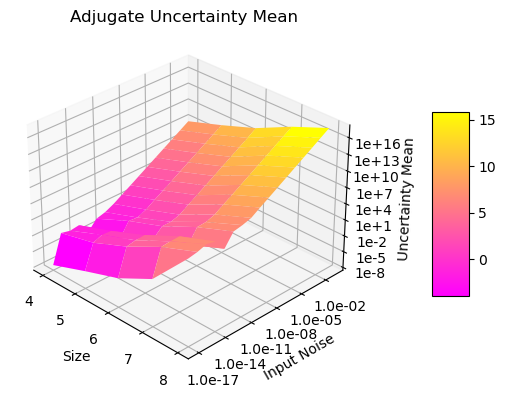 Adjugate Uncertainty Mean
1e+16
1e+13
1e+10
1e+7
1e+4
1e+1
1e-2
1e-5
1e-8
Uncertainty Mean
15
10
5
0
4
5
6
7
8
Size
1.0e-02
1.0e-05
1.0e-08
1.0e-11
1.0e-14
1.0e-17
Input Noise